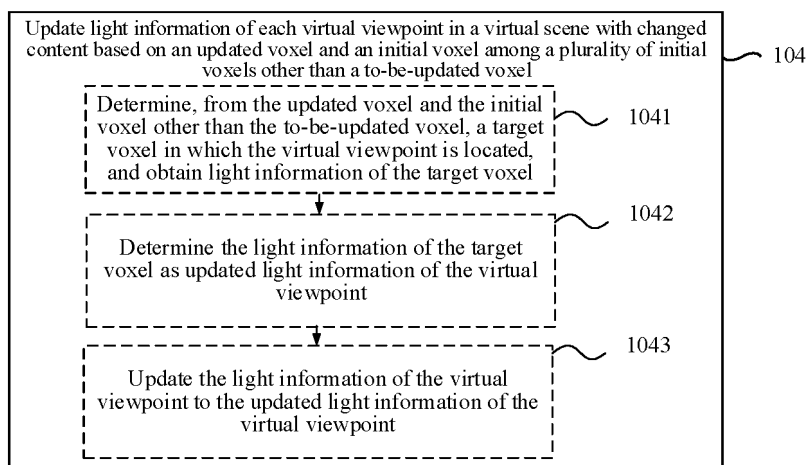 Update light information of each virtual viewpoint in a virtual scene with changed
content based on an updated voxel and an initial voxel among a plurality of initial
voxels other than a to-be-updated voxel
104
Determine, from the updated voxel and the initial
voxel other than the to-be-updated voxel, a target
voxel in which the virtual viewpoint is located,
and obtain light information of the target voxel
1041
Determine the light information of the target
voxel as updated light information of the virtual
viewpoint
1042
Update the light information of the virtual
viewpoint to the updated light information of the
virtual viewpoint
1043